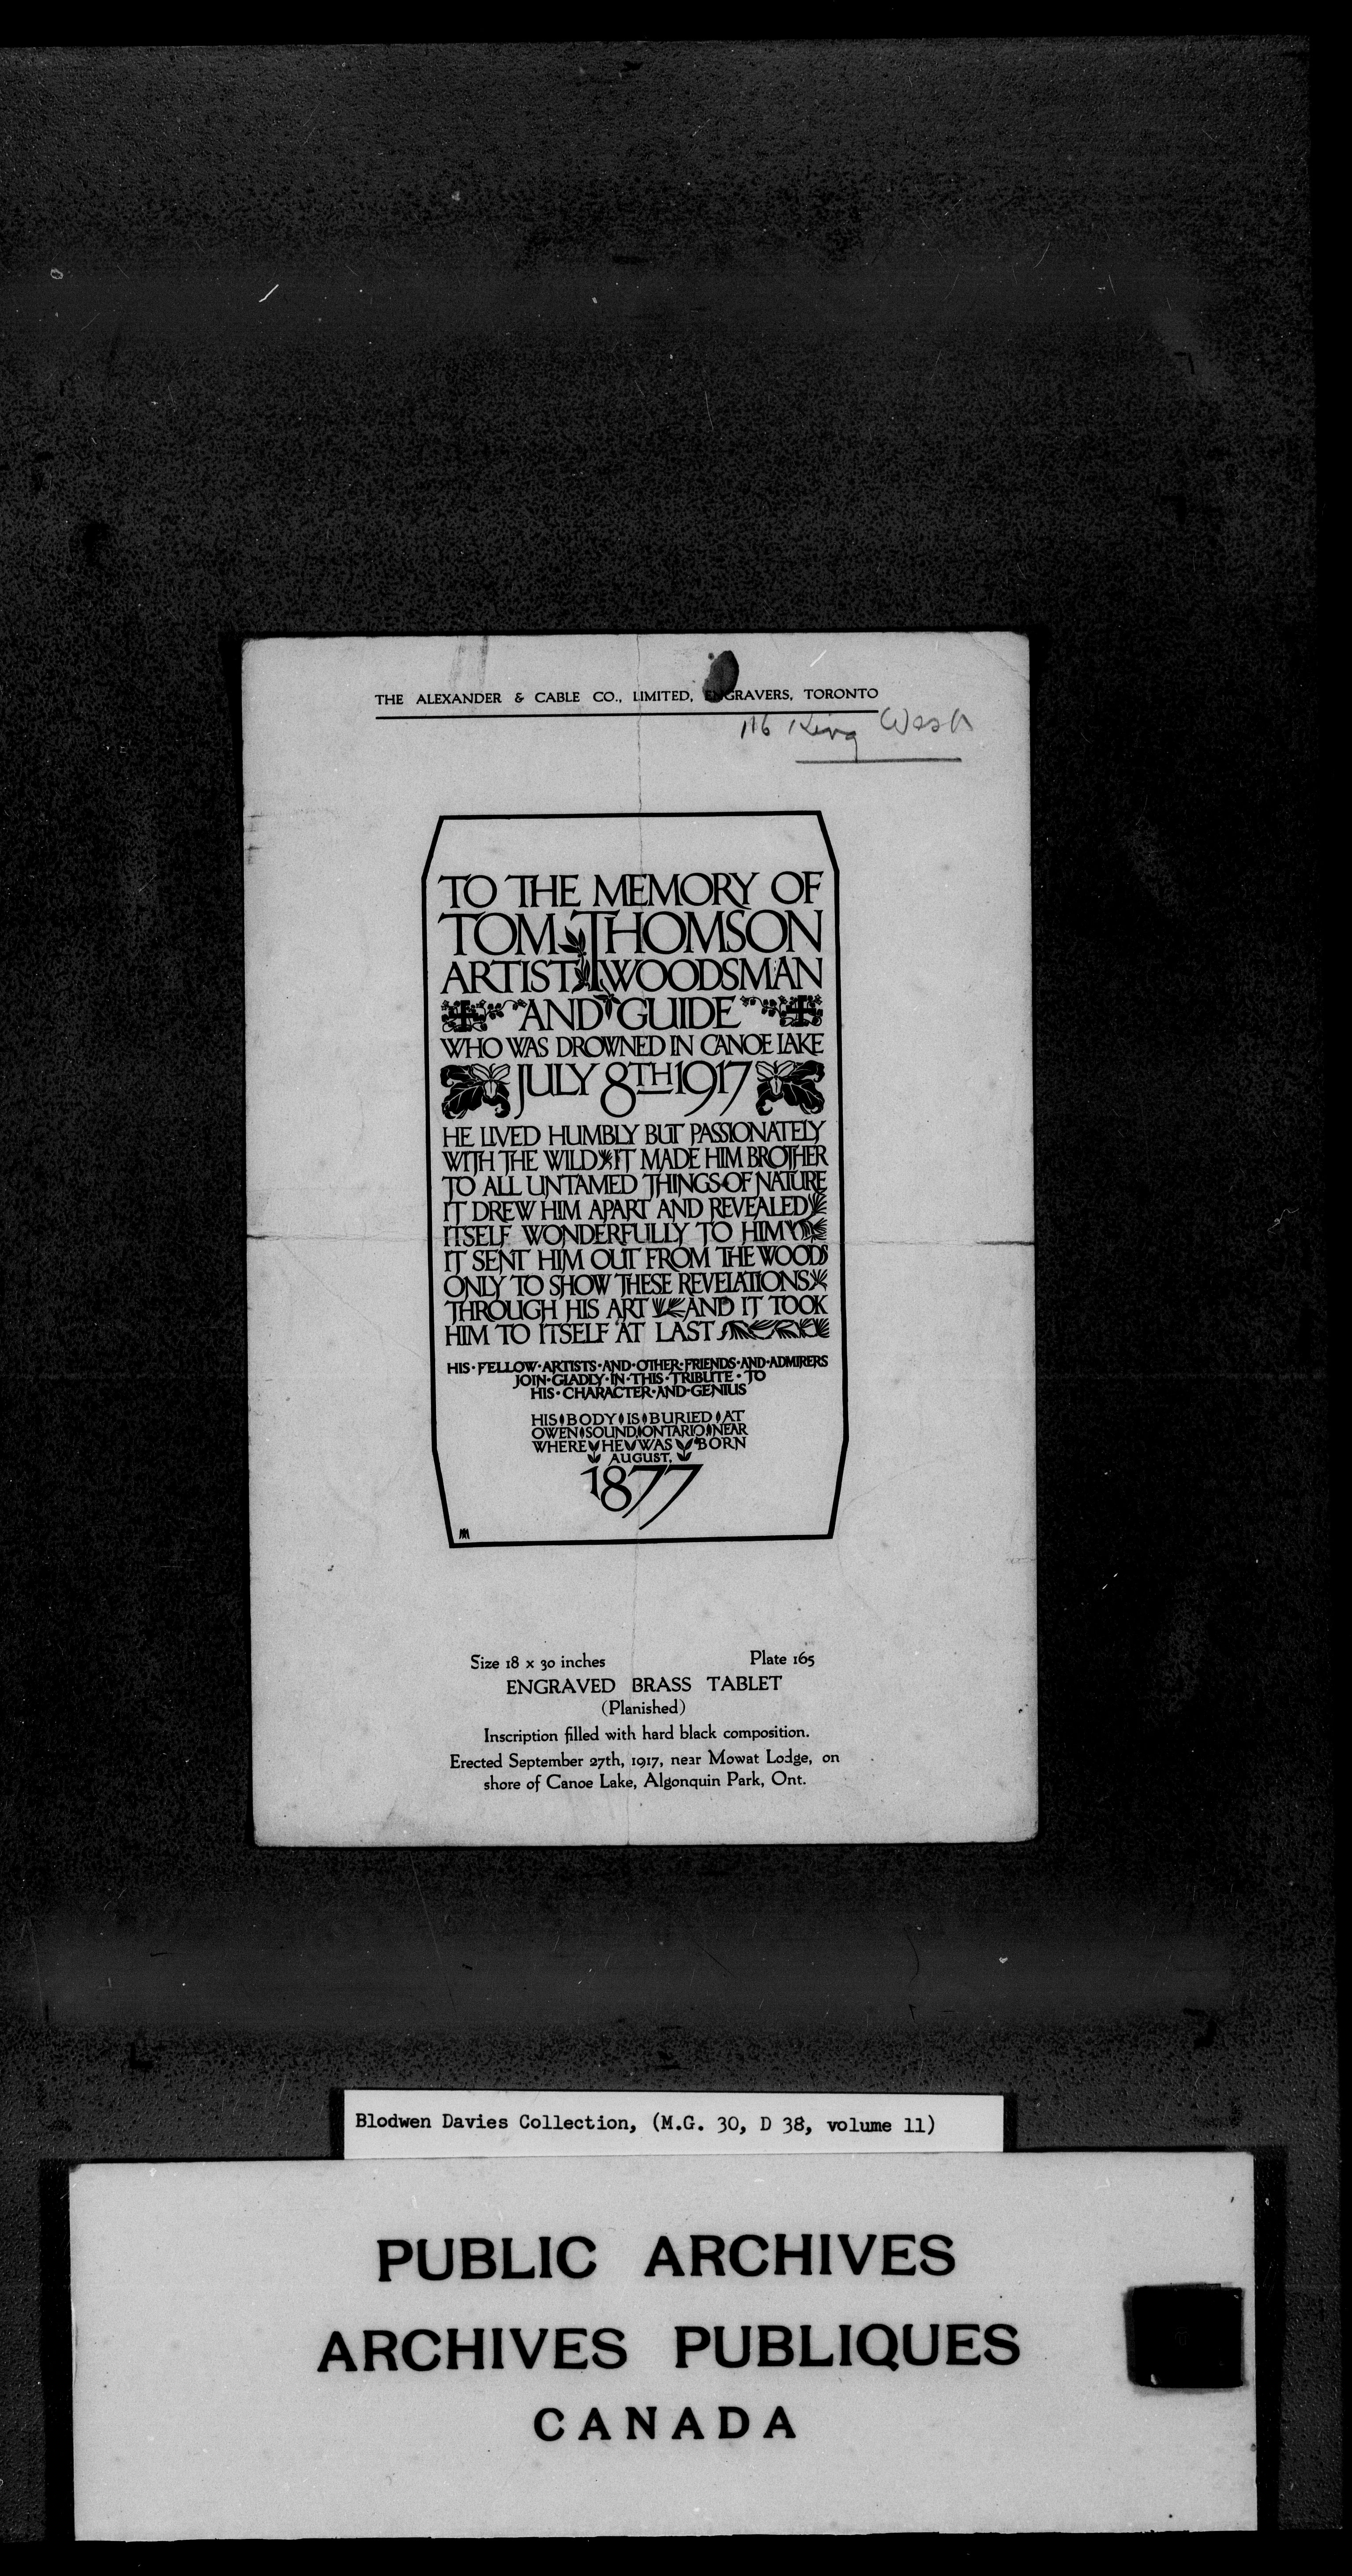 THE ALEXANDER & CABLE CO., LIMITED, ENGRAVERS, TORONTO
116 King West
TO THE MEMORY OF
TOM THOMSON
ARTIST WOODSMAN
AND GUIDE
WHO WAS DROWNED IN CANOE LAKE
JULY 8TH 1917
HE LIVED HUMBLY BUT PASSIONATELY
WITH THE WILD IT MADE HIM BROTHER
TO ALL UNTAMED THINGS OF NATURE
IT DREW HIM APART AND REVEALED
ITSELF WONDERFULLY TO HIM
IT SENT HIM OUT FROM THE WOODS
ONLY TO SHOW THESE REVELATIONS
THROUGH HIS ART AND IT TOOK
HIM TO ITSELF AT LAST
HIS·FELLOW·ARTISTS·AND·OTHER·FRIENDS·AND·ADMIRERS
JOIN·GLADLY·IN·THIS·TRIBUTE·TO
HIS·CHARACTER·AND·GENIUS
HIS BODY IS BURIED AT
OWEN SOUND ONTARIO NEAR
WHERE HE WAS BORN
AUGUST.
1877
Size 18 x 30 inches Plate 165
ENGRAVED BRASS TABLET
(Planished)
Inscription filled with hard black composition.
Erected September 27th, 1917, near Mowat Lodge, on
shore of Canoe Lake, Algonquin Park, Ont.
Blodwen Davies Collection, (M.G. 30, D 38, volume 11)
PUBLIC ARCHIVES
ARCHIVES PUBLIQUES
CANADA